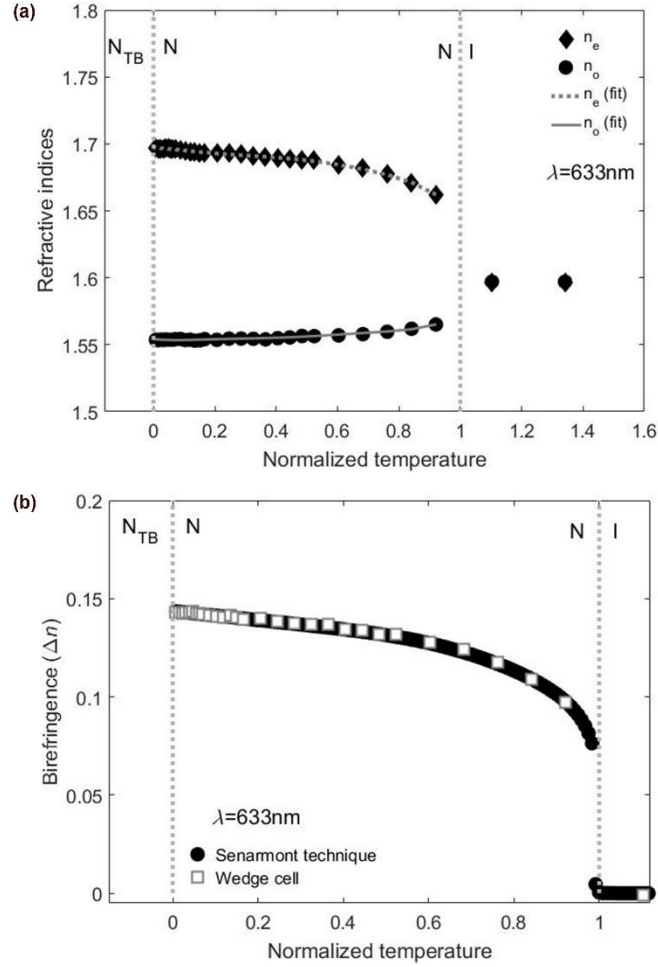 (a)
1.8
N_TB N N I
n_e
n_o
n_e (fit)
n_o (fit)
1.75
1.7
λ=633nm
1.65
Refractive indices
1.6
1.55
1.5
0 0.2 0.4 0.6 0.8 1 1.2 1.4 1.6
Normalized temperature
(b)
0.2
N_TB N N I
0.15
Birefringence (Δn)
0.1
0.05
λ=633nm
Senarmont technique
Wedge cell
0
0 0.2 0.4 0.6 0.8 1
Normalized temperature